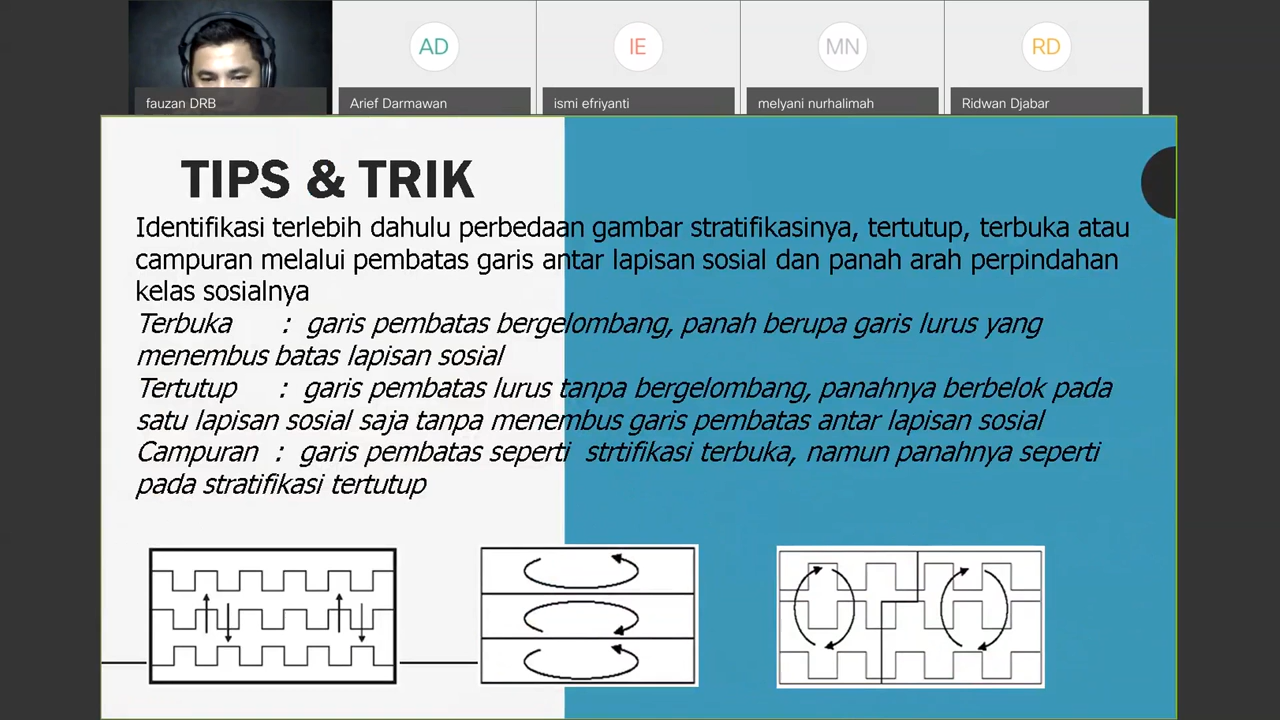 AD
IE
MN
RD
fauzan DRB
Arief Darmawan
ismi efriyanti
melyani nurhalimah
Ridwan Djabar
TIPS & TRIK
Identifikasi terlebih dahulu perbedaan gambar stratifikasinya, tertutup, terbuka atau
campuran melalui pembatas garis antar lapisan sosial dan panah arah perpindahan
kelas sosialnya
Terbuka : garis pembatas bergelombang, panah berupa garis lurus yang
menembus batas lapisan sosial
Tertutup : garis pembatas lurus tanpa bergelombang, panahnya berbelok pada
satu lapisan sosial saja tanpa menembus garis pembatas antar lapisan sosial
Campuran : garis pembatas seperti strtifikasi terbuka, namun panahnya seperti
pada stratifikasi tertutup